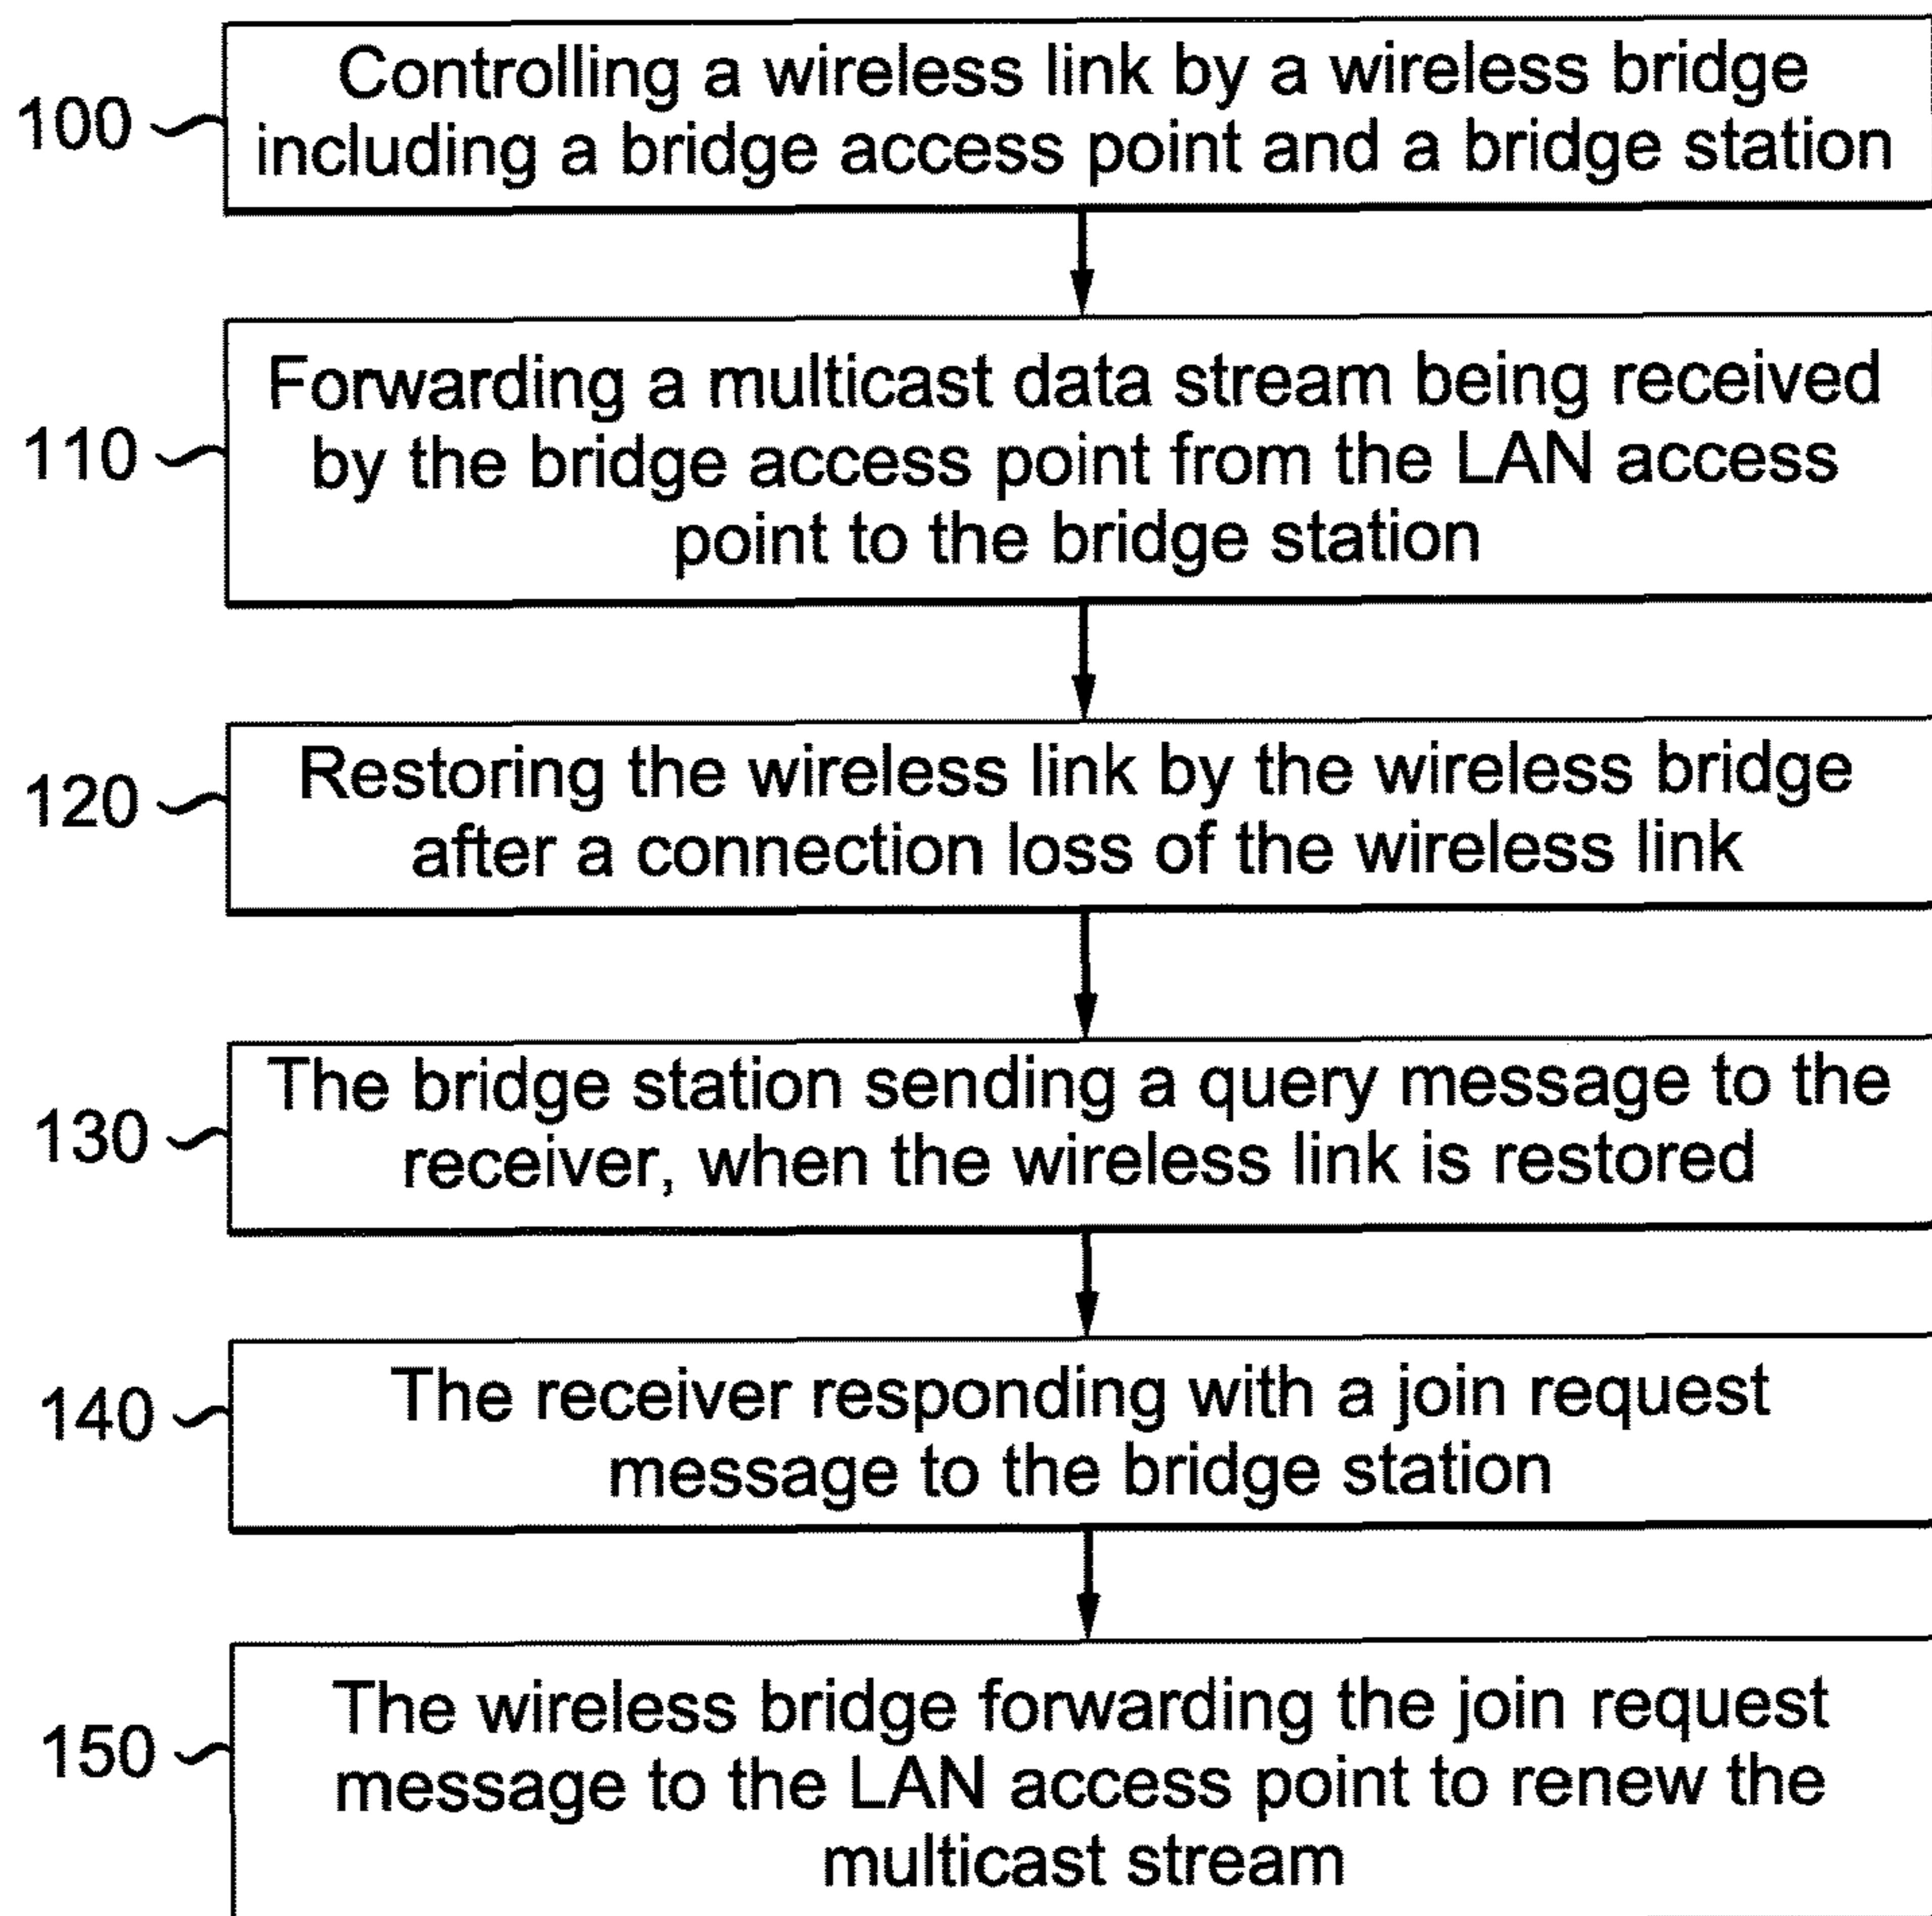 100
Controlling a wireless link by a wireless bridge
including a bridge access point and a bridge station
110
Forwarding a multicast data stream being received
by the bridge access point from the LAN access
point to the bridge station
120
Restoring the wireless link by the wireless bridge
after a connection loss of the wireless link
130
The bridge station sending a query message to the
receiver, when the wireless link is restored
140
The receiver responding with a join request
message to the bridge station
150
The wireless bridge forwarding the join request
message to the LAN access point to renew the
multicast stream